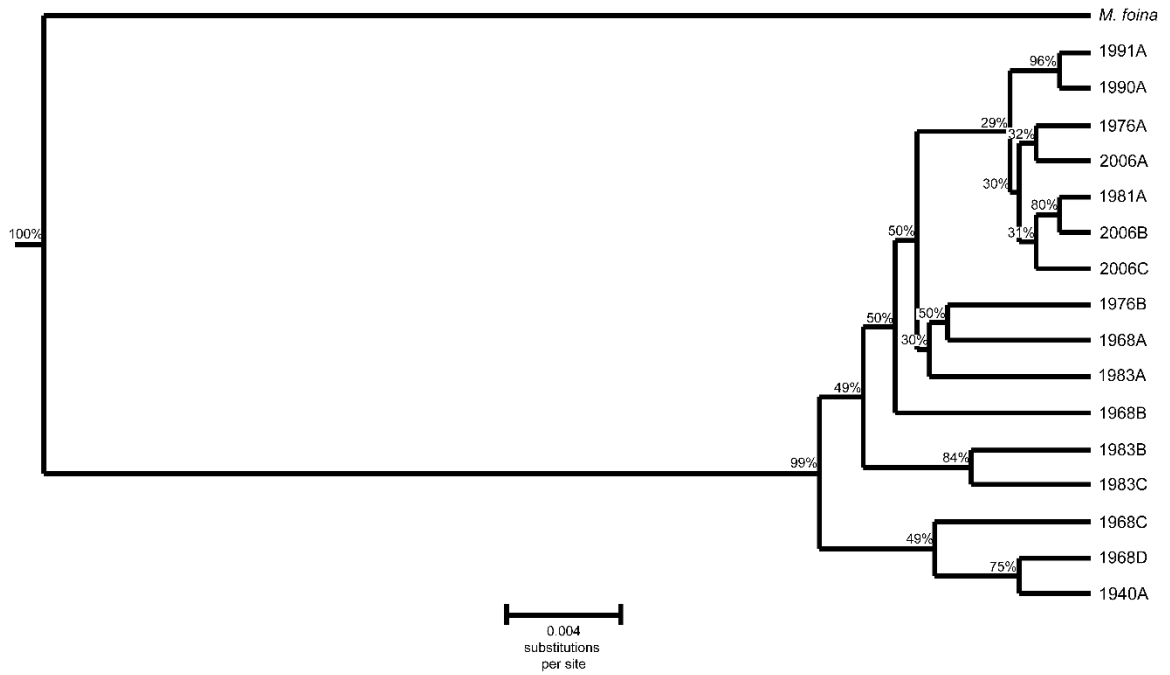 M. foina
1991A
96%
1990A
29%
1976A
32%
2006A
30%
1981A
80%
2006B
31%
2006C
100%
50%
1976B
50%
50%
1968A
30%
1983A
49%
1968B
1983B
99%
84%
1983C
1968C
49%
1968D
75%
1940A
0.004
substitutions
per site